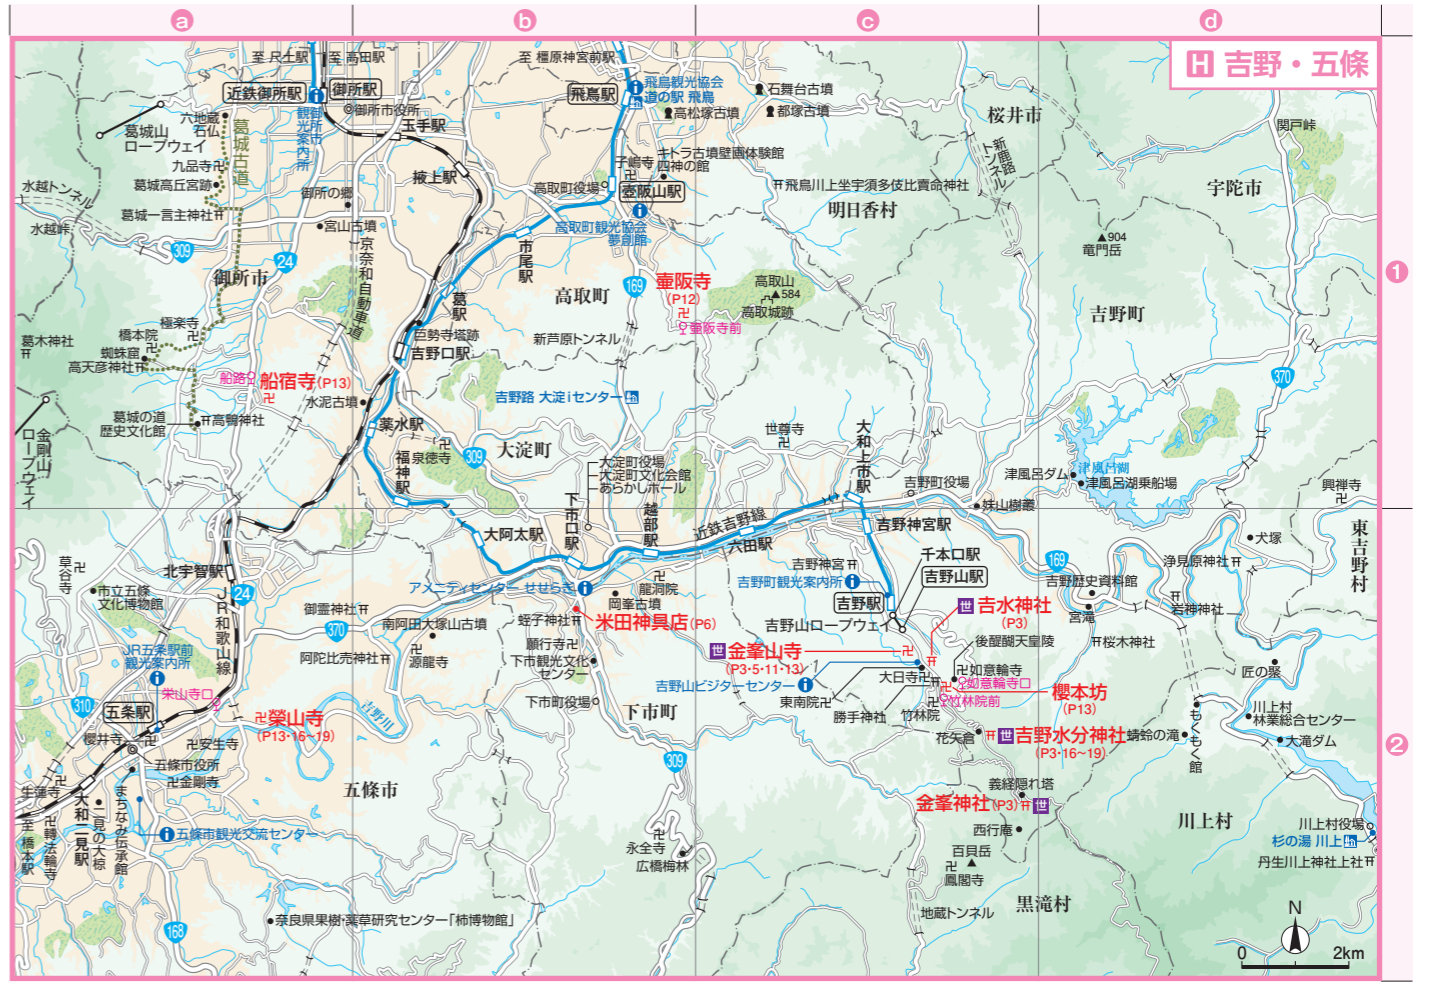 a
b
c
d
H 吉野・五條
1
2
至 尺土駅
至 高田駅
近鉄御所駅
御所駅
御所市役所
御所市観光案内所
玉手駅
六地蔵石仏
葛城古道
葛城山
ロープウェイ
九品寺
葛城高丘宮跡
葛城一言主神社
水越トンネル
水越峠
掖上駅
御所の郷
宮山古墳
京奈和自動車道
309
24
御所市
極楽寺
橋本院
蜘蛛窟
高天彦神社
葛木神社
船路
船宿寺(P13)
水泥古墳
葛城の道
歴史文化館
高鴨神社
金剛山
ロープウェイ
至 橿原神宮前駅
飛鳥駅
飛鳥観光協会
道の駅 飛鳥
高松塚古墳
石舞台古墳
都塚古墳
キトラ古墳壁画体験館
四神の館
子嶋寺
高取町役場
壺阪山駅
高取町観光協会
夢創館
市尾駅
葛駅
高取町
169
壷阪寺
(P12)
壷阪寺前
高取山
584
高取城跡
巨勢寺塔跡
吉野口駅
新芦原トンネル
吉野路 大淀iセンター
薬水駅
福神駅
泉徳寺
309
大淀町
大淀町役場
大淀町文化会館
あらかしホール
下市口駅
越部駅
大阿太駅
近鉄吉野線
六田駅
桜井市
新鹿路トンネル
飛鳥川上坐宇須多伎比賣命神社
明日香村
関戸峠
宇陀市
904
竜門岳
吉野町
370
世尊寺
大和上市駅
吉野町役場
妹山樹叢
津風呂ダム
津風呂湖
津風呂湖乗船場
興禅寺
東吉野村
吉野神宮駅
吉野神宮
千本口駅
吉野山駅
吉野町観光案内所
吉野駅
吉野山ロープウェイ
169
吉野歴史資料館
宮滝
犬塚
浄見原神社
岩神神社
桜木神社
世 吉水神社
(P3)
後醍醐天皇陵
世 金峯山寺
(P3・5・11・13)
吉野山ビジターセンター
大日寺
如意輪寺
如意輪寺口
東南院
勝手神社
竹林院
竹林院前
櫻本坊
(P13)
花矢倉
世 吉野水分神社
(P3・16~19)
蜻蛉の滝
もくもく館
匠の聚
川上村
林業総合センター
大滝ダム
義経隠れ塔
金峯神社(P3) 世
西行庵
百貝岳
鳳閣寺
地蔵トンネル
黒滝村
川上村
川上村役場
杉の湯 川上
丹生川上神社上社
草谷寺
北宇智駅
市立五條
文化博物館
24
JR和歌山線
御霊神社
370
南阿田大塚山古墳
阿陀比売神社
源龍寺
アメニティセンター せせらぎ
龍洞院
岡峯古墳
蛭子神社
米田神具店(P6)
願行寺
下市観光文化
センター
下市町役場
下市町
309
永全寺
広橋梅林
吉野川
JR五条駅前
観光案内所
栄山寺口
310
五条駅
榮山寺
(P13・16~19)
櫻井寺
安生寺
五條市役所
金剛寺
五條市
生蓮寺
大和二見駅
二見の大椋
まちなみ伝承館
至 橋本駅
轉法輪寺
五條市観光交流センター
168
奈良県果樹・薬草研究センター「柿博物館」
N
0 2km